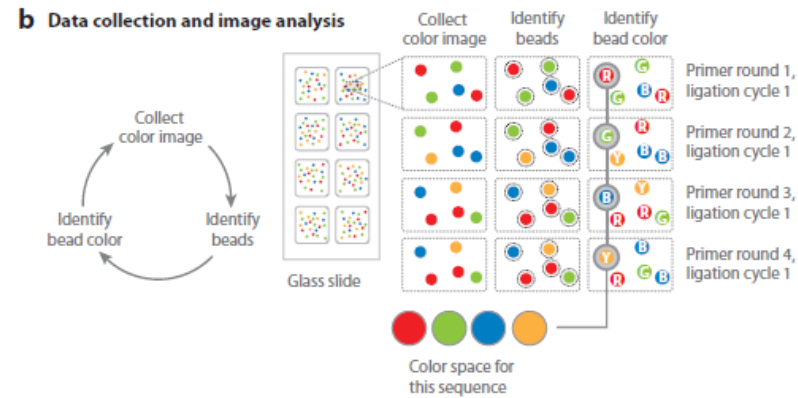 b Data collection and image analysis
Collect
color image
Identify
beads
Identify
bead color
Collect
color image
Identify
beads
Identify
bead color
Glass slide
R
G
G
B
R
Primer round 1,
ligation cycle 1
G
R
Y
B
B
Primer round 2,
ligation cycle 1
B
Y
R
R
G
Primer round 3,
ligation cycle 1
Y
B
R
G
B
Primer round 4,
ligation cycle 1
Color space for
this sequence